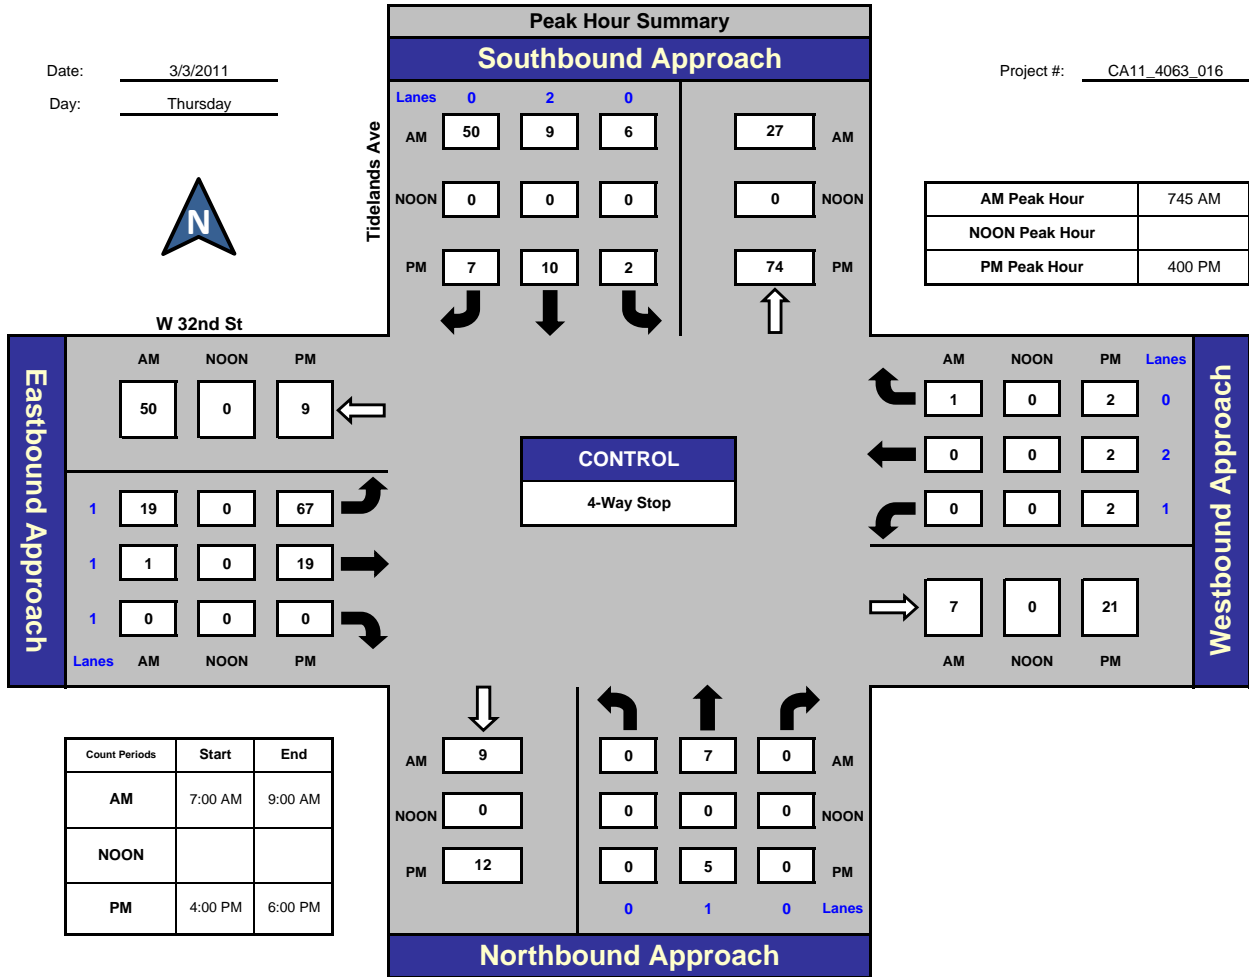 Peak Hour Summary
Southbound Approach
Date: 3/3/2011
Project #: CA11_4063_016
Day: Thursday
Lanes 0 2 0
AM 50 9 6 27 AM
NOON 0 0 0 0 NOON
PM 7 10 2 74 PM
Tidelands Ave
N
AM Peak Hour 745 AM
NOON Peak Hour
PM Peak Hour 400 PM
W 32nd St
Eastbound Approach
AM NOON PM
50 0 9
1 19 0 67
1 1 0 19
1 0 0 0
Lanes AM NOON PM
CONTROL
4-Way Stop
AM NOON PM Lanes
1 0 2 0
0 0 2 2
0 0 2 1
7 0 21
AM NOON PM
Westbound Approach
Count Periods Start End
AM 7:00 AM 9:00 AM
NOON
PM 4:00 PM 6:00 PM
AM 9 0 7 0 AM
NOON 0 0 0 0 NOON
PM 12 0 5 0 PM
0 1 0 Lanes
Northbound Approach